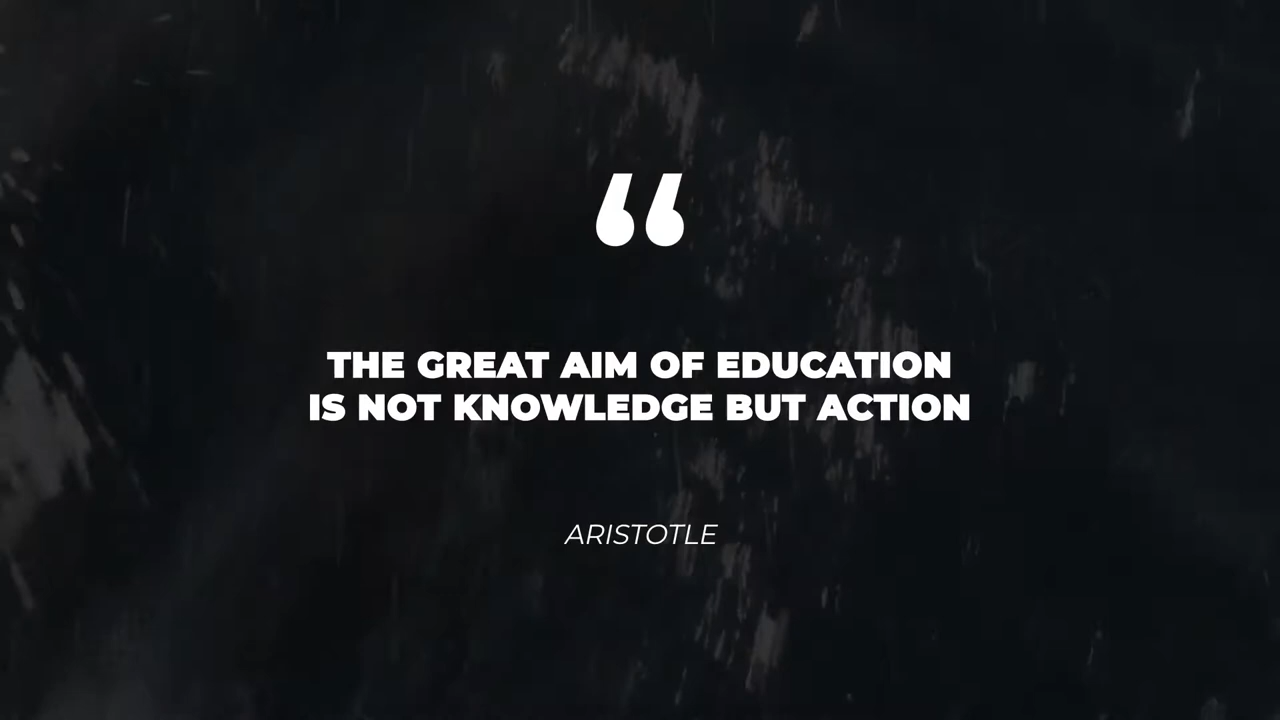 “
THE GREAT AIM OF EDUCATION
IS NOT KNOWLEDGE BUT ACTION
ARISTOTLE